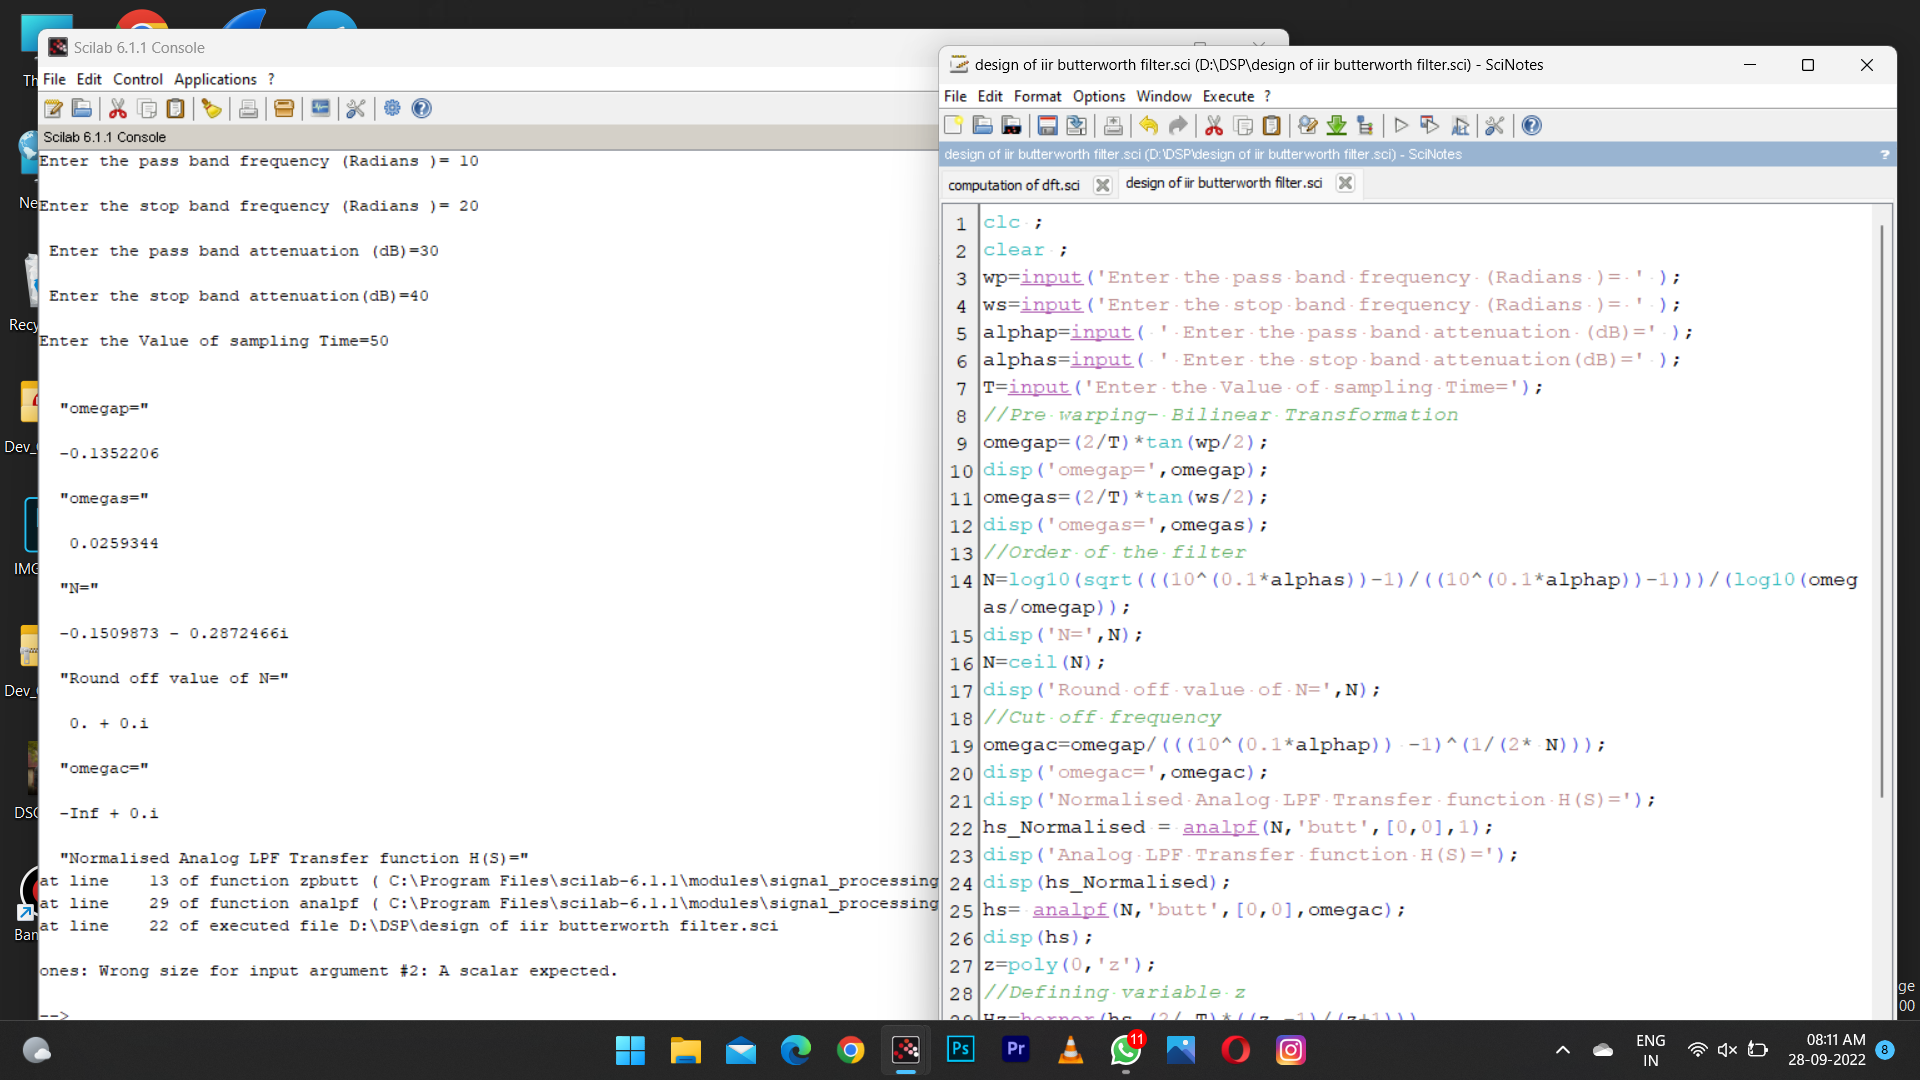 Scilab 6.1.1 Console
File Edit Control Applications ?
Scilab 6.1.1 Console
Enter the pass band frequency (Radians )= 10
Enter the stop band frequency (Radians )= 20
Enter the pass band attenuation (dB)=30
Enter the stop band attenuation(dB)=40
Enter the Value of sampling Time=50
"omegap="
-0.1352206
"omegas="
0.0259344
"N="
-0.1509873 - 0.2872466i
"Round off value of N="
0. + 0.i
"omegac="
-Inf + 0.i
"Normalised Analog LPF Transfer function H(S)="
at line 13 of function zpbutt ( C:\Program Files\scilab-6.1.1\modules\signal_processing
at line 29 of function analpf ( C:\Program Files\scilab-6.1.1\modules\signal_processing
at line 22 of executed file D:\DSP\design of iir butterworth filter.sci
ones: Wrong size for input argument #2: A scalar expected.
-->
design of iir butterworth filter.sci (D:\DSP\design of iir butterworth filter.sci) - SciNotes
File Edit Format Options Window Execute ?
design of iir butterworth filter.sci (D:\DSP\design of iir butterworth filter.sci) - SciNotes ?
computation of dft.sci design of iir butterworth filter.sci
1 clc ;
2 clear ;
3 wp=input('Enter the pass band frequency (Radians )= ' );
4 ws=input('Enter the stop band frequency (Radians )= ' );
5 alphap=input( ' Enter the pass band attenuation (dB)=' );
6 alphas=input( ' Enter the stop band attenuation(dB)=' );
7 T=input('Enter the Value of sampling Time=');
8 //Pre warping- Bilinear Transformation
9 omegap=(2/T)*tan(wp/2);
10 disp('omegap=',omegap);
11 omegas=(2/T)*tan(ws/2);
12 disp('omegas=',omegas);
13 //Order of the filter
14 N=log10(sqrt(((10^(0.1*alphas))-1)/((10^(0.1*alphap))-1)))/(log10(omeg
as/omegap));
15 disp('N=',N);
16 N=ceil(N);
17 disp('Round off value of N=',N);
18 //Cut off frequency
19 omegac=omegap/(((10^(0.1*alphap)) -1)^(1/(2* N)));
20 disp('omegac=',omegac);
21 disp('Normalised Analog LPF Transfer function H(S)=');
22 hs_Normalised = analpf(N,'butt',[0,0],1);
23 disp('Analog LPF Transfer function H(S)=');
24 disp(hs_Normalised);
25 hs= analpf(N,'butt',[0,0],omegac);
26 disp(hs);
27 z=poly(0,'z');
28 //Defining variable z
Th
Ne
Recy
Dev_
IMG
Dev_
DSC
Ban
ge
00
Ps
Pr
11
ENG
IN
08:11 AM
28-09-2022
8